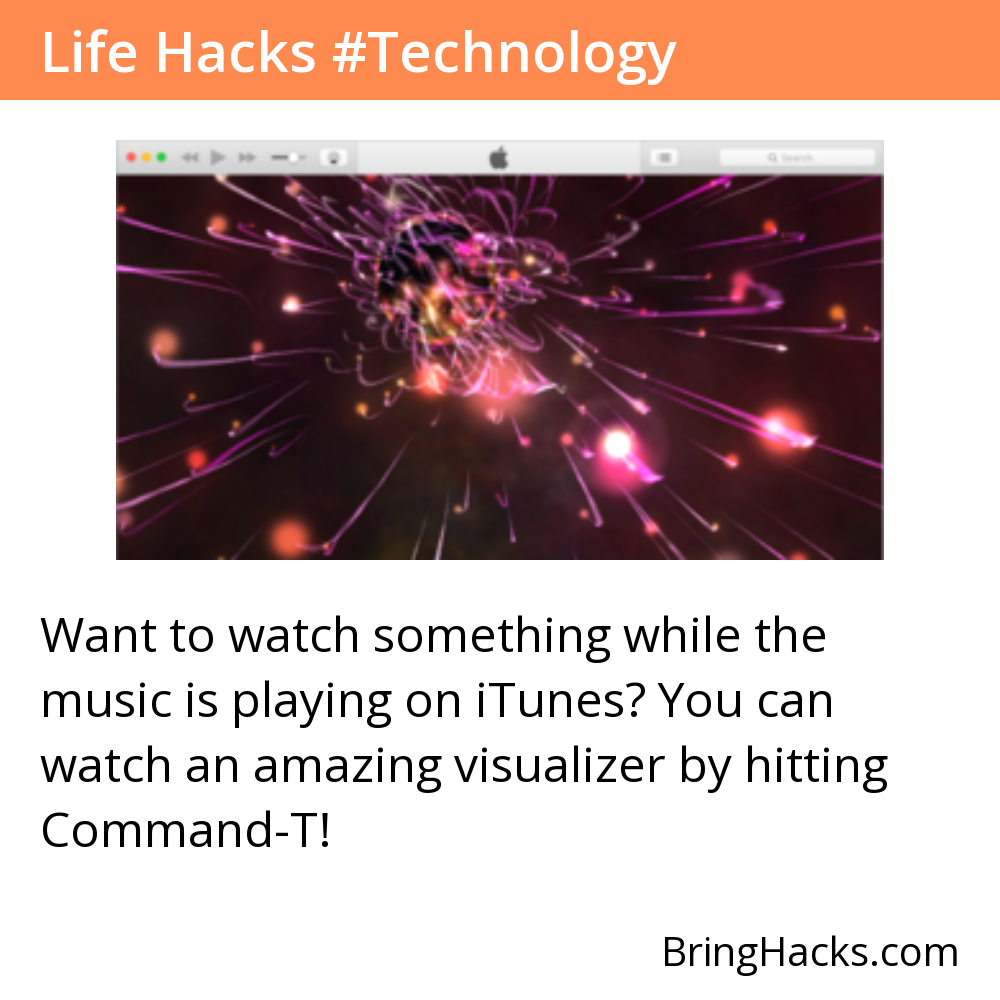 Life Hacks #Technology
Search
Want to watch something while the
music is playing on iTunes? You can
watch an amazing visualizer by hitting
Command-T!
BringHacks.com